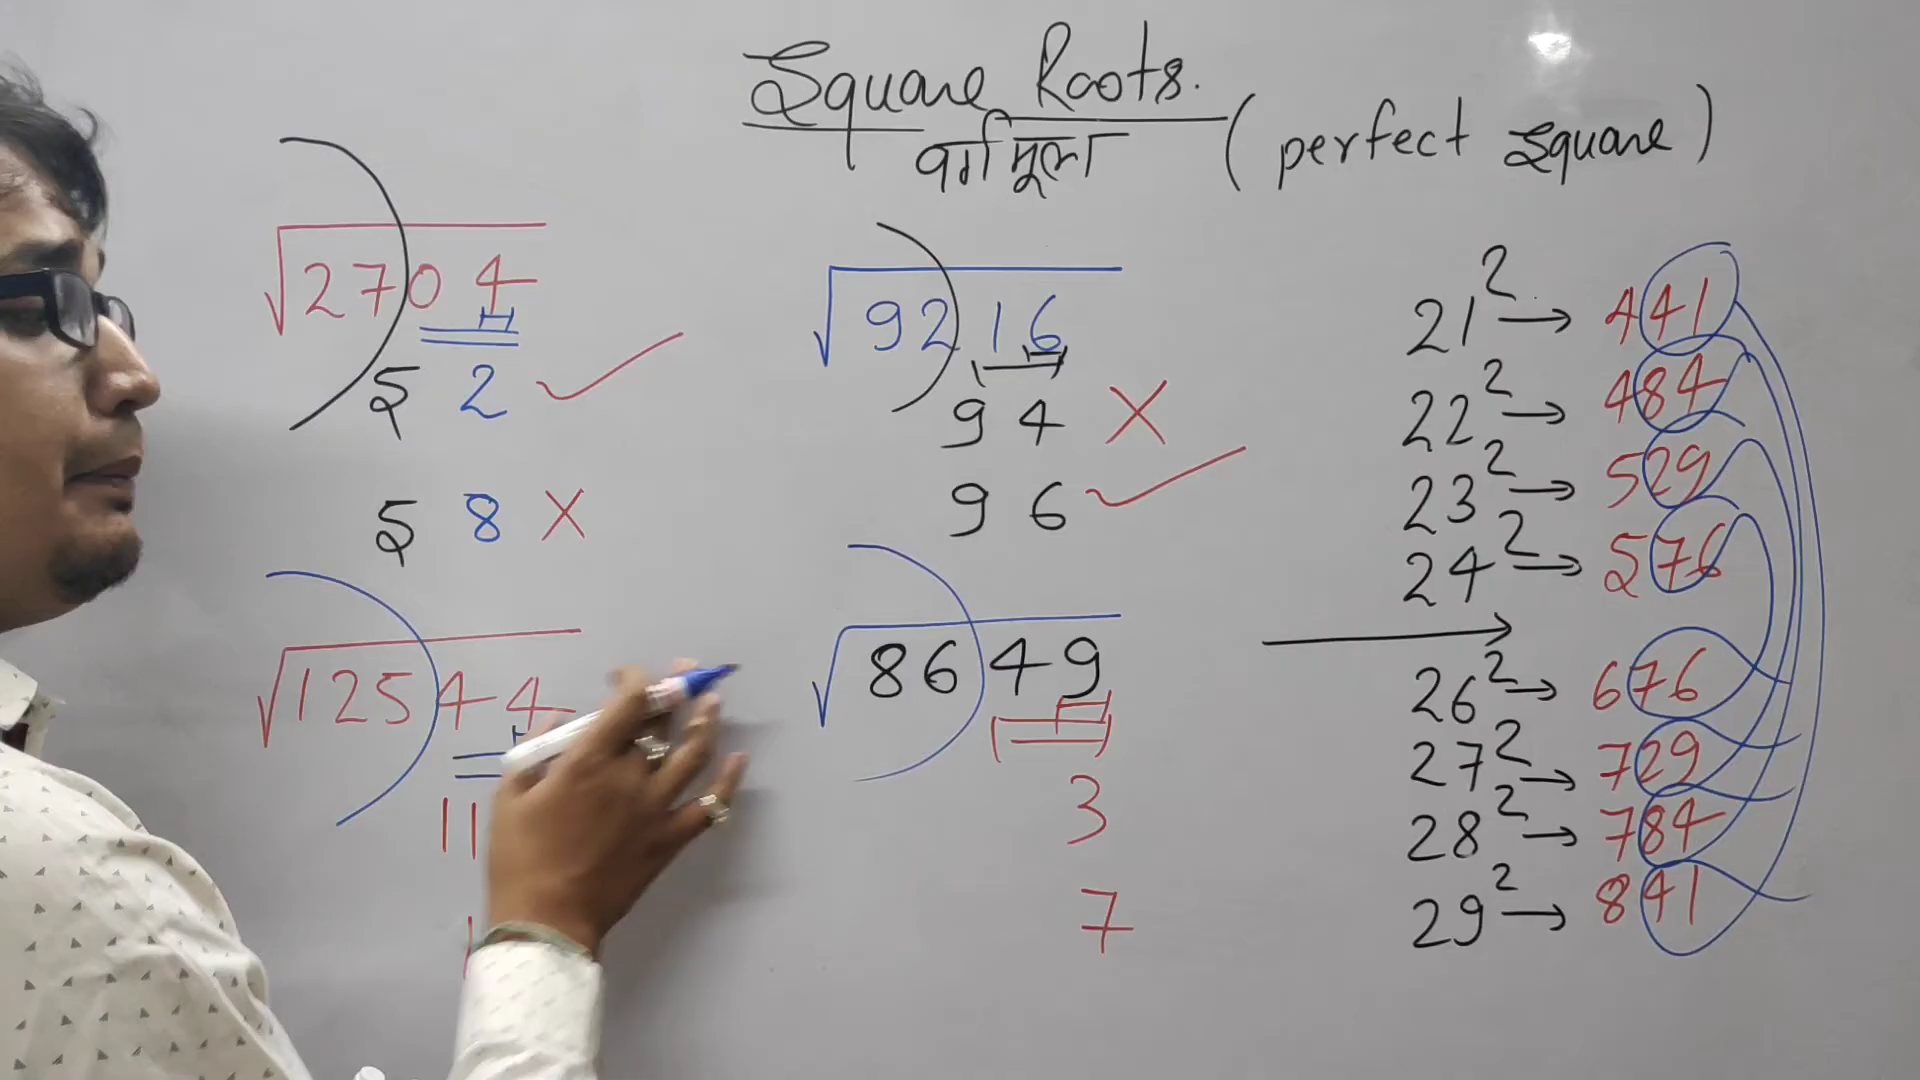 Square Roots.
वर्गमूल ( perfect Square )
√2704
5 2 ✓
5 8 X
√12544
11
1
√9216
9 4 X
9 6 ✓
√8649
3
7
21² → 441
22² → 484
23² → 529
24² → 576
26² → 676
27² → 729
28² → 784
29² → 841